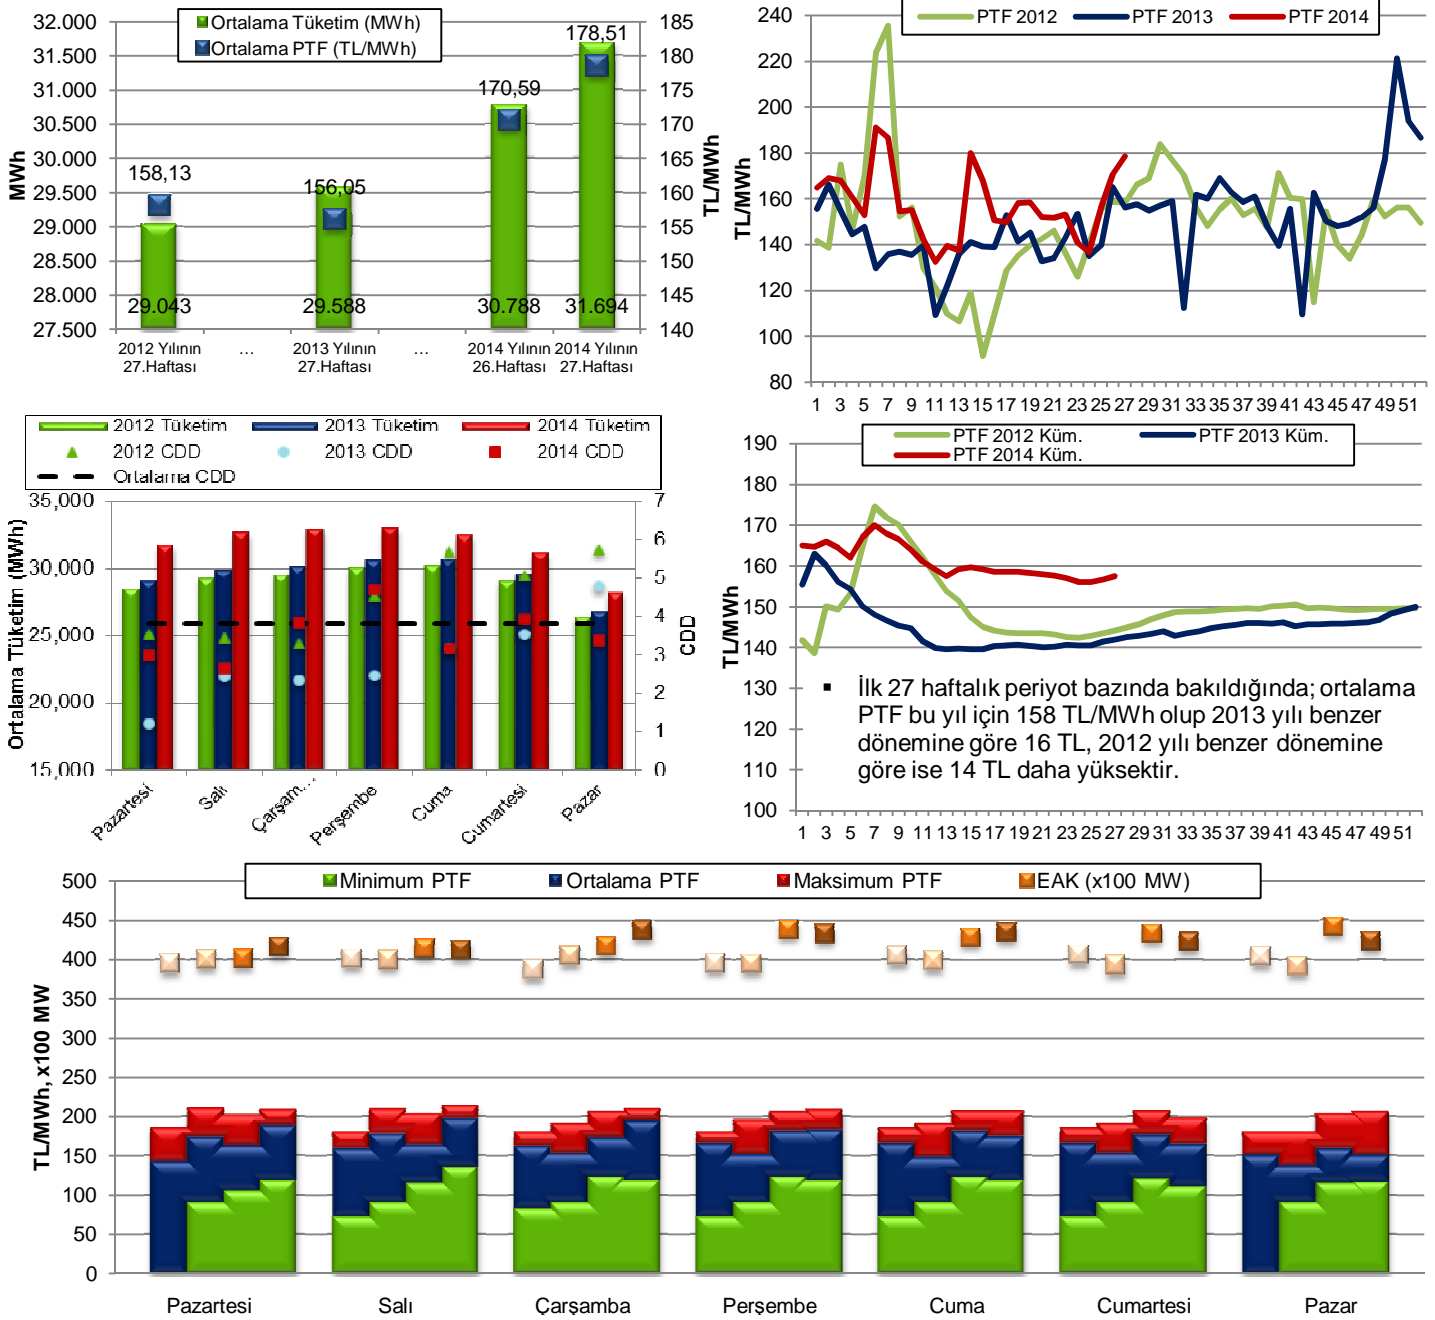 Ortalama Tüketim (MWh)
Ortalama PTF (TL/MWh)
MWh
32.000
31.500
31.000
30.500
30.000
29.500
29.000
28.500
28.000
27.500
158,13
156,05
170,59
178,51
29.043
29.588
30.788
31.694
185
180
175
170
165
160
155
150
145
140
TL/MWh
2012 Yılının 27.Haftası
...
2013 Yılının 27.Haftası
...
2014 Yılının 26.Haftası
2014 Yılının 27.Haftası
PTF 2012 PTF 2013 PTF 2014
TL/MWh
240
220
200
180
160
140
120
100
80
1 3 5 7 9 11 13 15 17 19 21 23 25 27 29 31 33 35 37 39 41 43 45 47 49 51
2012 Tüketim 2013 Tüketim 2014 Tüketim
2012 CDD 2013 CDD 2014 CDD
Ortalama CDD
Ortalama Tüketim (MWh)
35,000
30,000
25,000
20,000
15,000
7
6
5
4
3
2
1
0
CDD
Pazartesi Salı Çarşam... Perşembe Cuma Cumartesi Pazar
PTF 2012 Küm. PTF 2013 Küm.
PTF 2014 Küm.
TL/MWh
190
180
170
160
150
140
130
120
110
100
▪ İlk 27 haftalık periyot bazında bakıldığında; ortalama
PTF bu yıl için 158 TL/MWh olup 2013 yılı benzer
dönemine göre 16 TL, 2012 yılı benzer dönemine
göre ise 14 TL daha yüksektir.
1 3 5 7 9 11 13 15 17 19 21 23 25 27 29 31 33 35 37 39 41 43 45 47 49 51
Minimum PTF Ortalama PTF Maksimum PTF EAK (x100 MW)
TL/MWh, x100 MW
500
450
400
350
300
250
200
150
100
50
0
Pazartesi Salı Çarşamba Perşembe Cuma Cumartesi Pazar